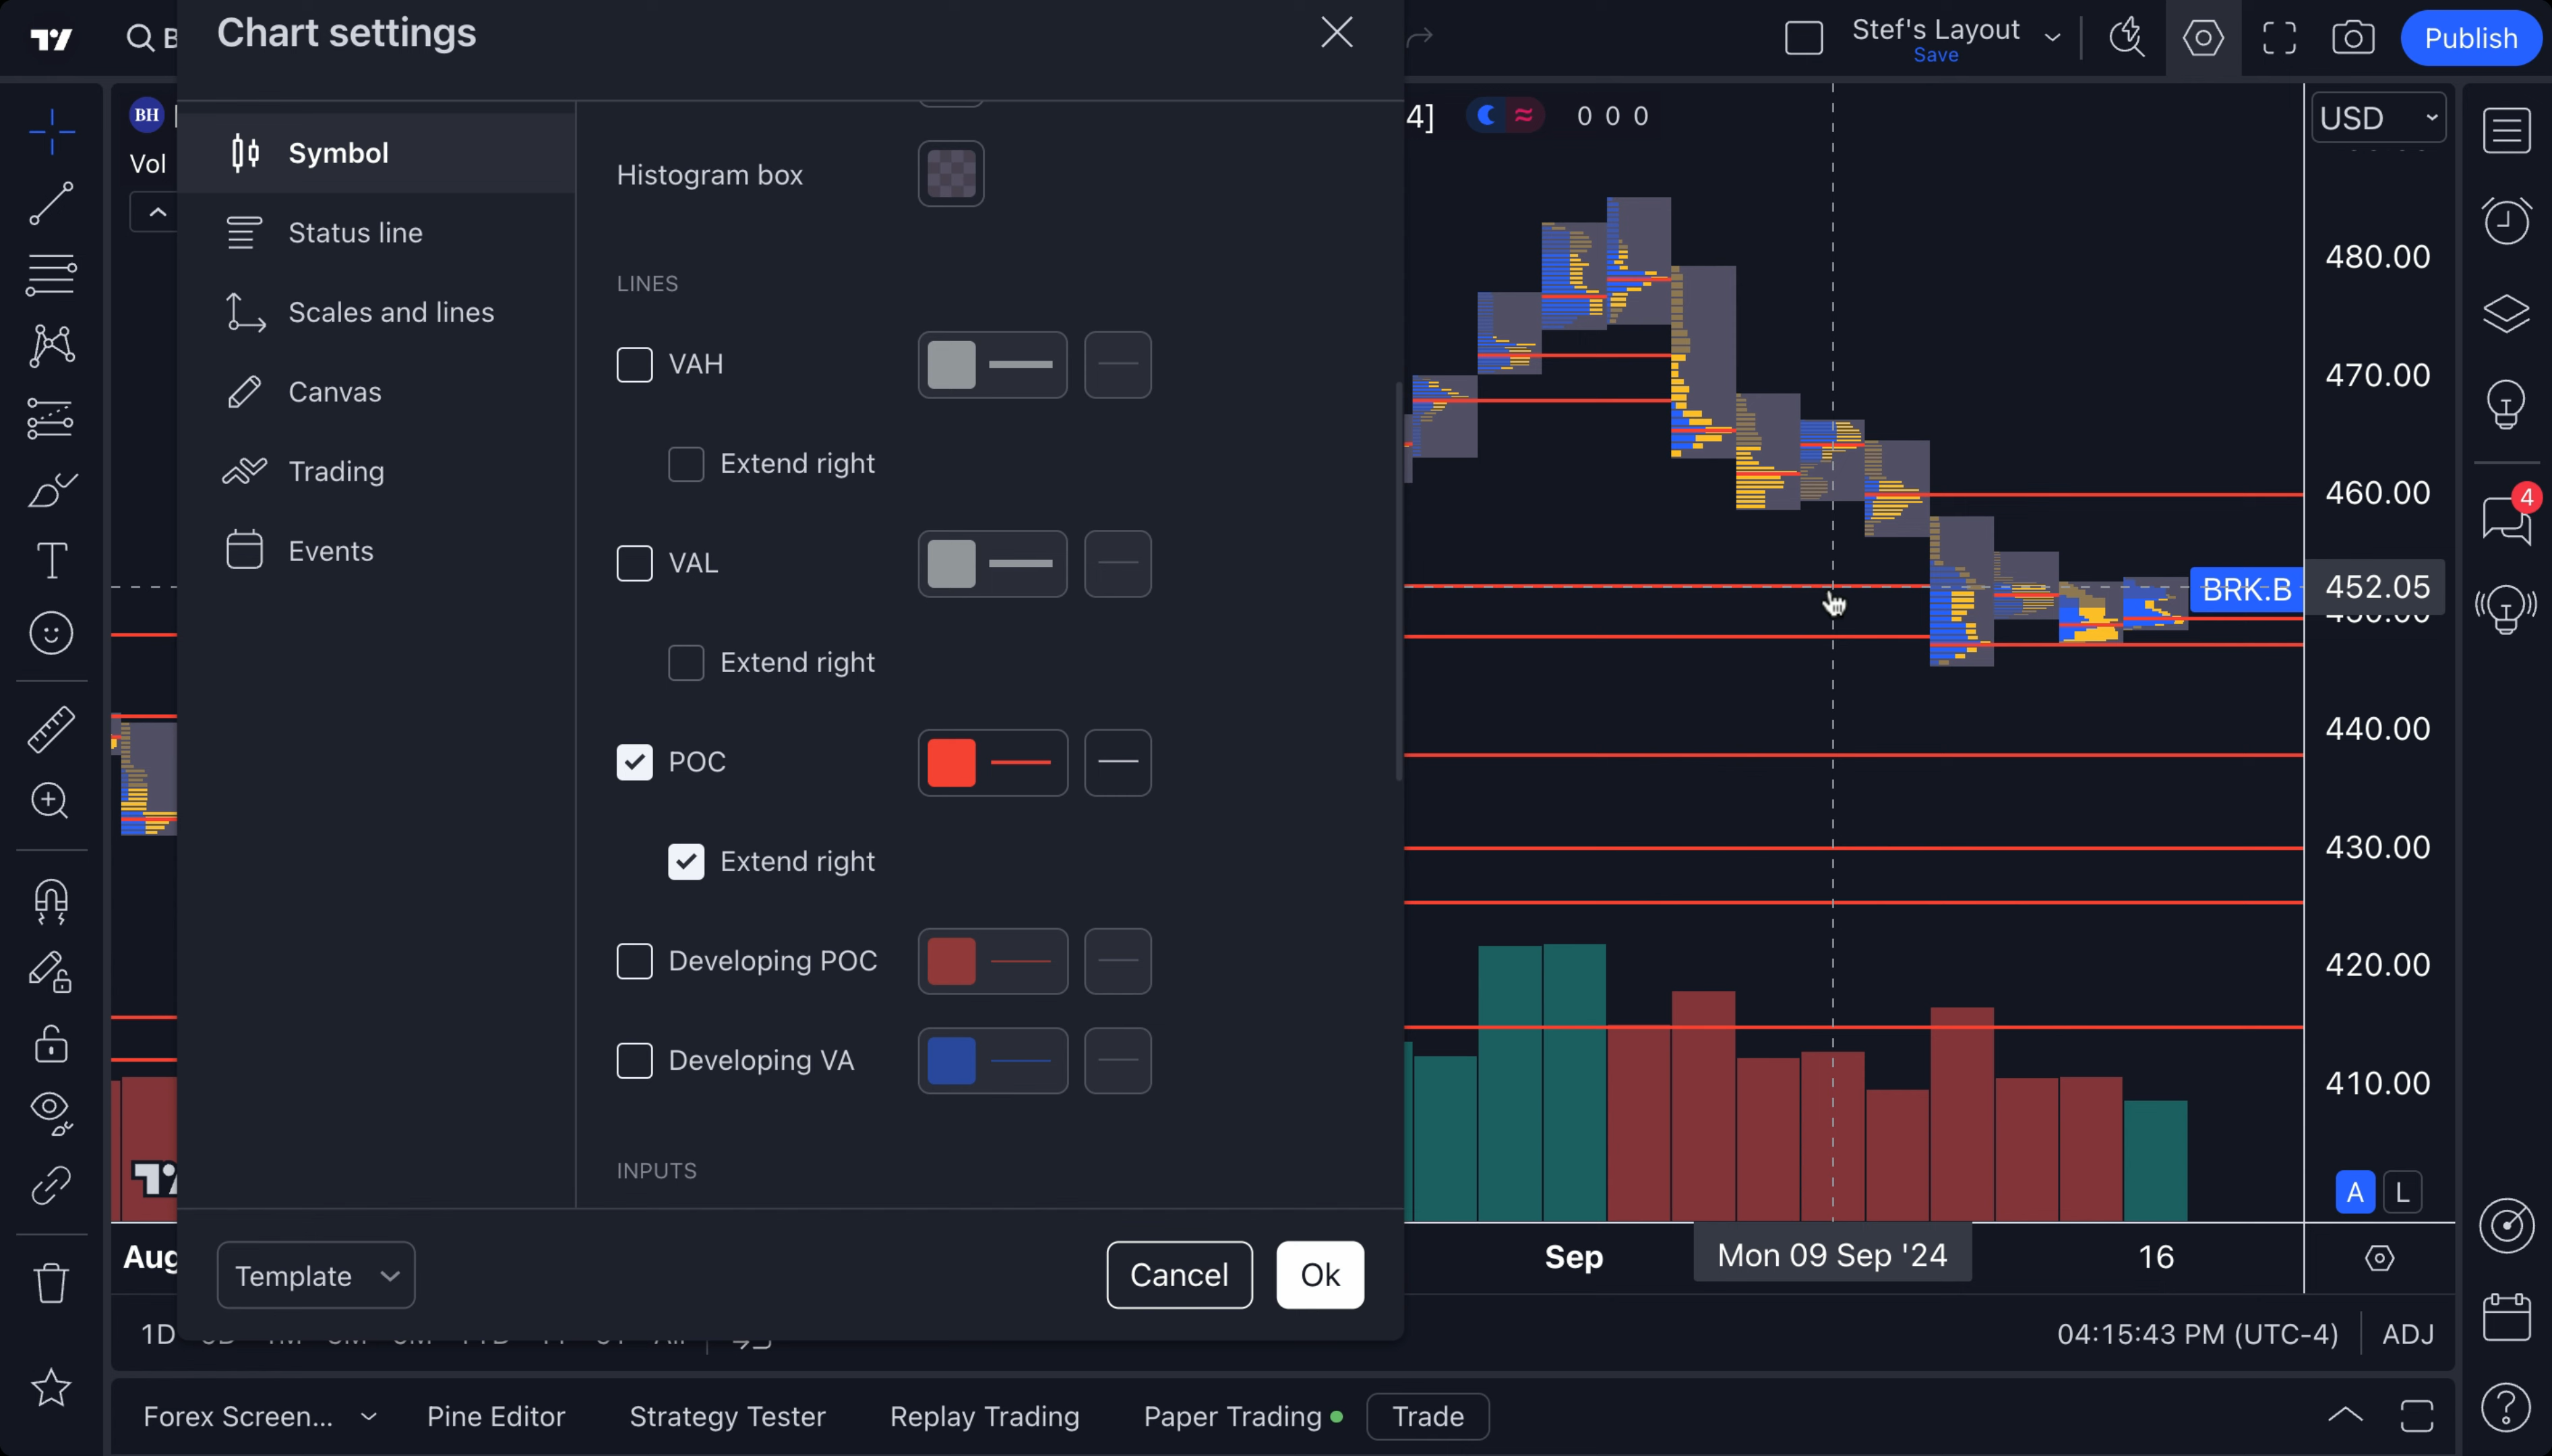 B
Chart settings
Stef's Layout
Save
Publish
BH
Vol
Symbol
Status line
Scales and lines
Canvas
Trading
Events
Histogram box
LINES
VAH
Extend right
VAL
Extend right
POC
Extend right
Developing POC
Developing VA
INPUTS
Template
Cancel
Ok
4]
0 0 0
USD
480.00
470.00
460.00
BRK.B
452.05
440.00
430.00
420.00
410.00
A
L
4
Aug
Sep
Mon 09 Sep '24
16
1D
04:15:43 PM (UTC-4)
ADJ
Forex Screen...
Pine Editor
Strategy Tester
Replay Trading
Paper Trading
Trade